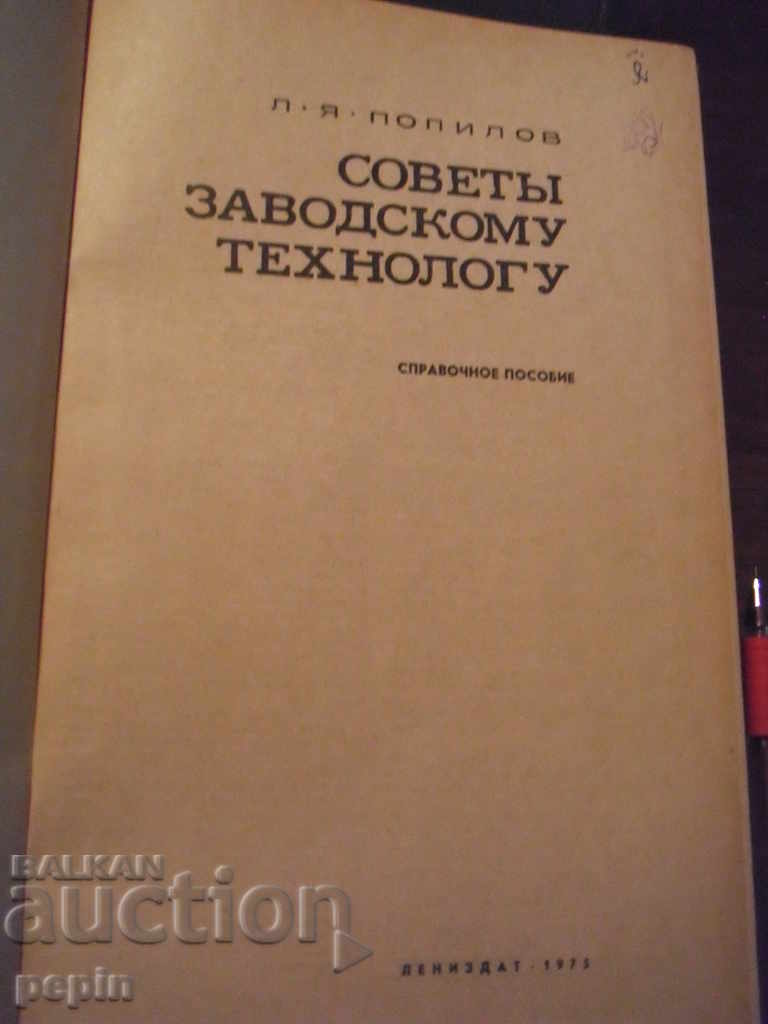 Л · Я · ПОПИЛОВ
СОВЕТЫ
ЗАВОДСКОМУ
ТЕХНОЛОГУ
СПРАВОЧНОЕ ПОСОБИЕ
ЛЕНИЗДАТ · 1975
BALKAN
auction
pepin